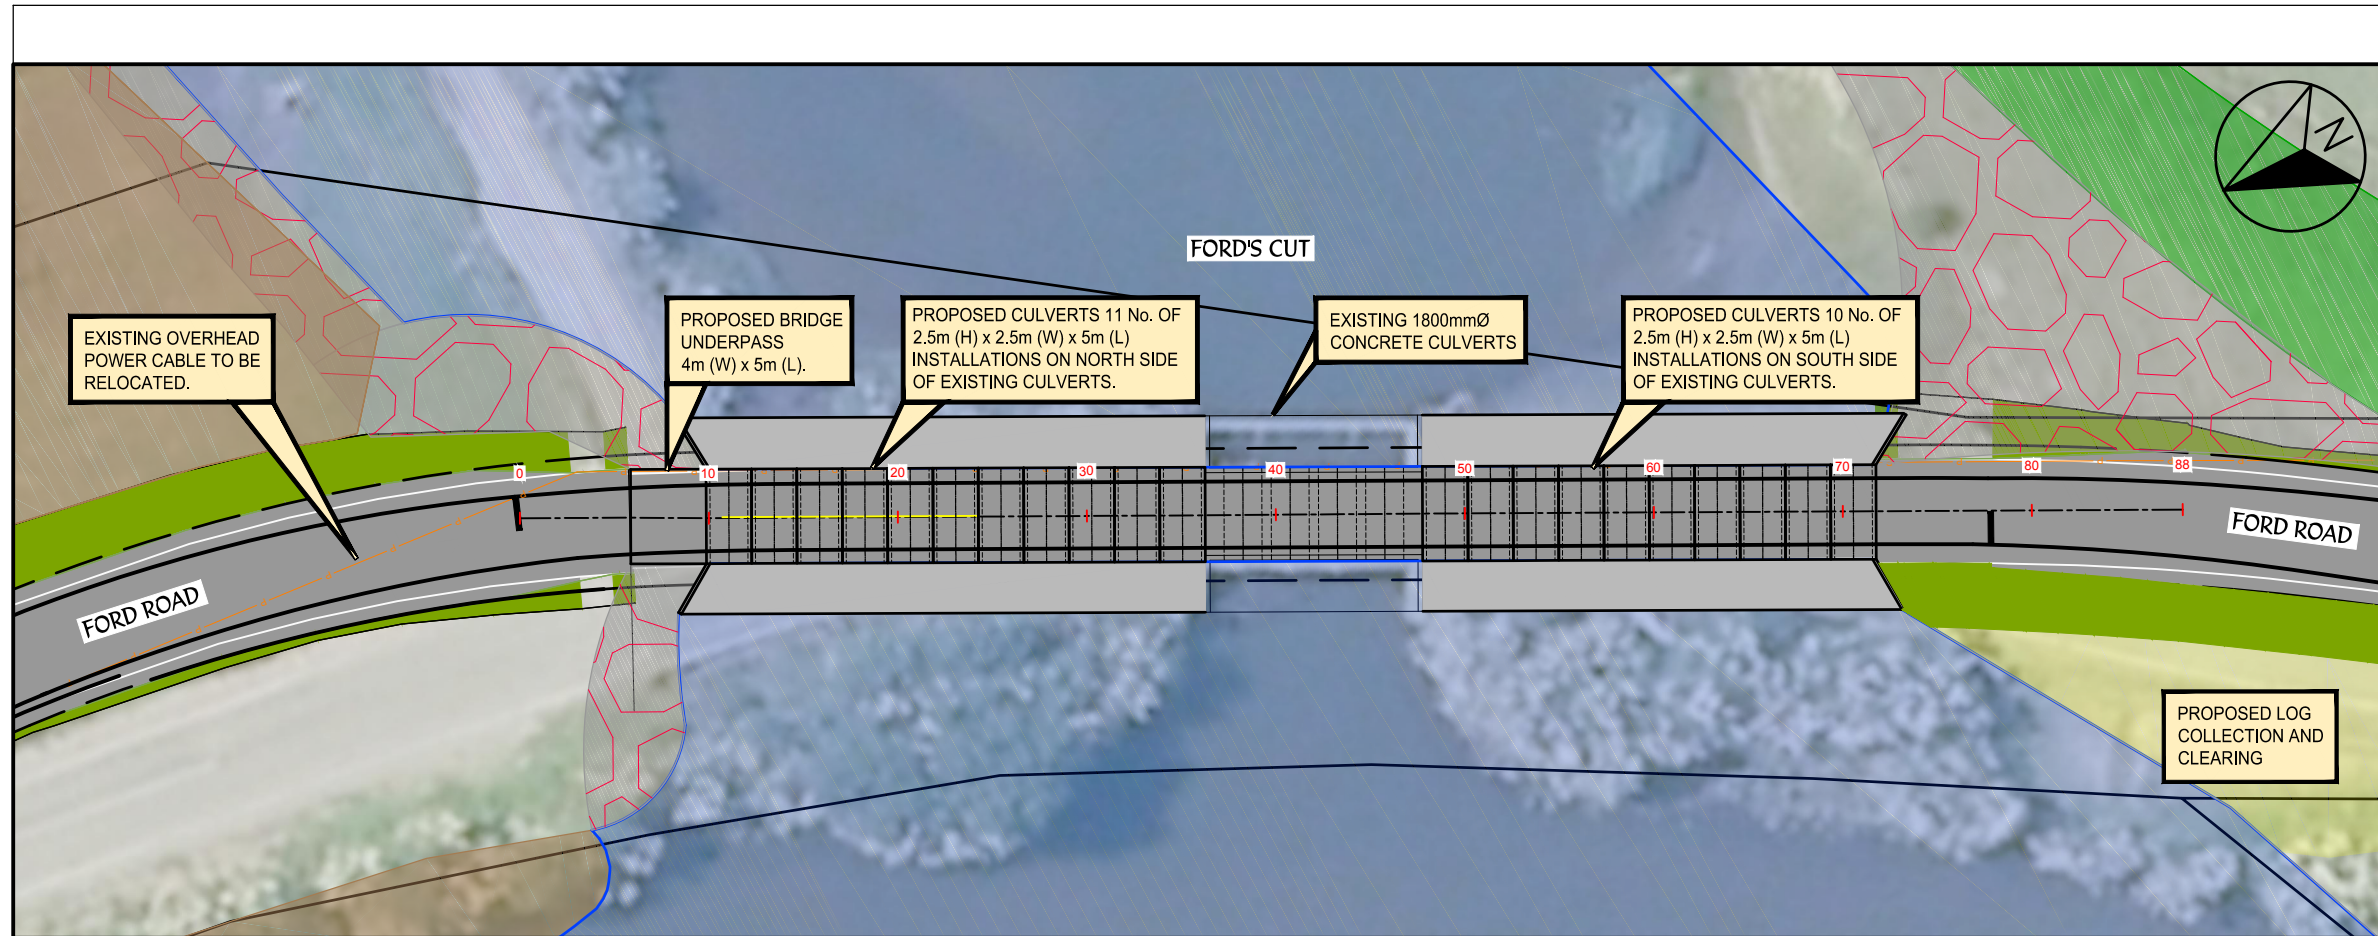 N
FORD'S CUT
EXISTING OVERHEAD
POWER CABLE TO BE
RELOCATED.
PROPOSED BRIDGE
UNDERPASS
4m (W) x 5m (L).
PROPOSED CULVERTS 11 No. OF
2.5m (H) x 2.5m (W) x 5m (L)
INSTALLATIONS ON NORTH SIDE
OF EXISTING CULVERTS.
EXISTING 1800mmØ
CONCRETE CULVERTS
PROPOSED CULVERTS 10 No. OF
2.5m (H) x 2.5m (W) x 5m (L)
INSTALLATIONS ON SOUTH SIDE
OF EXISTING CULVERTS.
0
10
20
30
40
50
60
70
80
88
FORD ROAD
FORD ROAD
PROPOSED LOG
COLLECTION AND
CLEARING